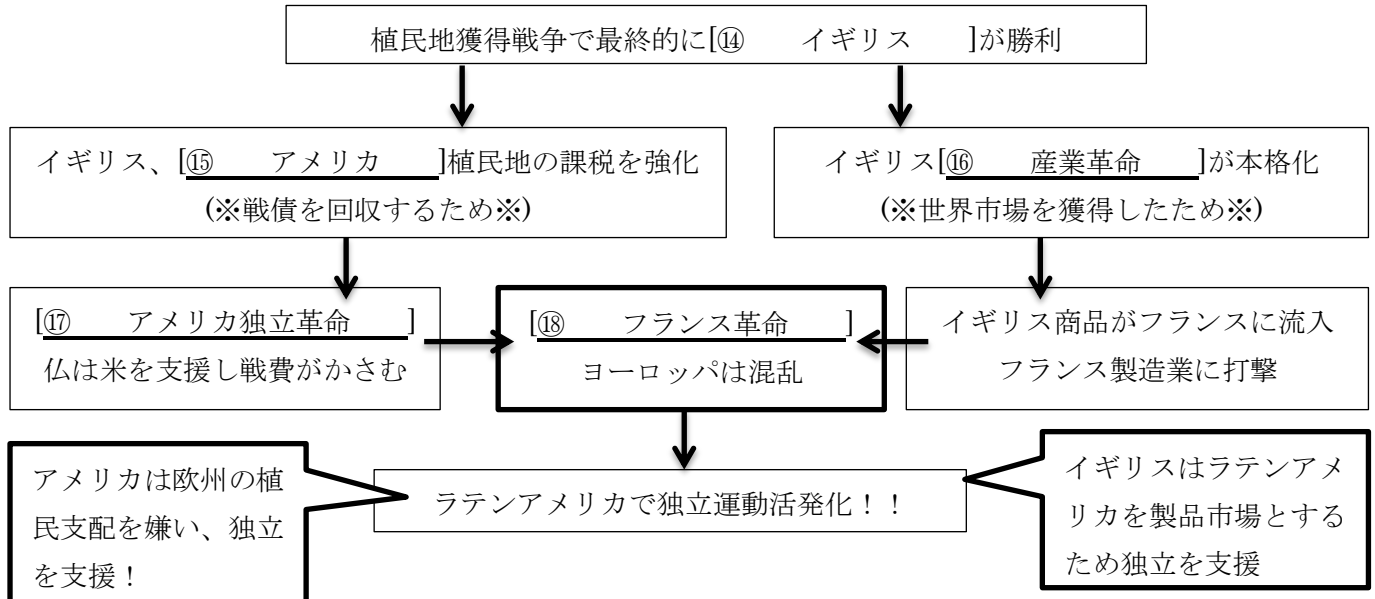 植民地獲得戦争で最終的に[⑭　イギリス　]が勝利
イギリス、[⑮　アメリカ　]植民地の課税を強化
(※戦債を回収するため※)
イギリス[⑯　産業革命　]が本格化
(※世界市場を獲得したため※)
[⑰　アメリカ独立革命　]
仏は米を支援し戦費がかさむ
[⑱　フランス革命　]
ヨーロッパは混乱
イギリス商品がフランスに流入
フランス製造業に打撃
アメリカは欧州の植
民支配を嫌い、独立
を支援！
ラテンアメリカで独立運動活発化！！
イギリスはラテンアメ
リカを製品市場とする
ため独立を支援